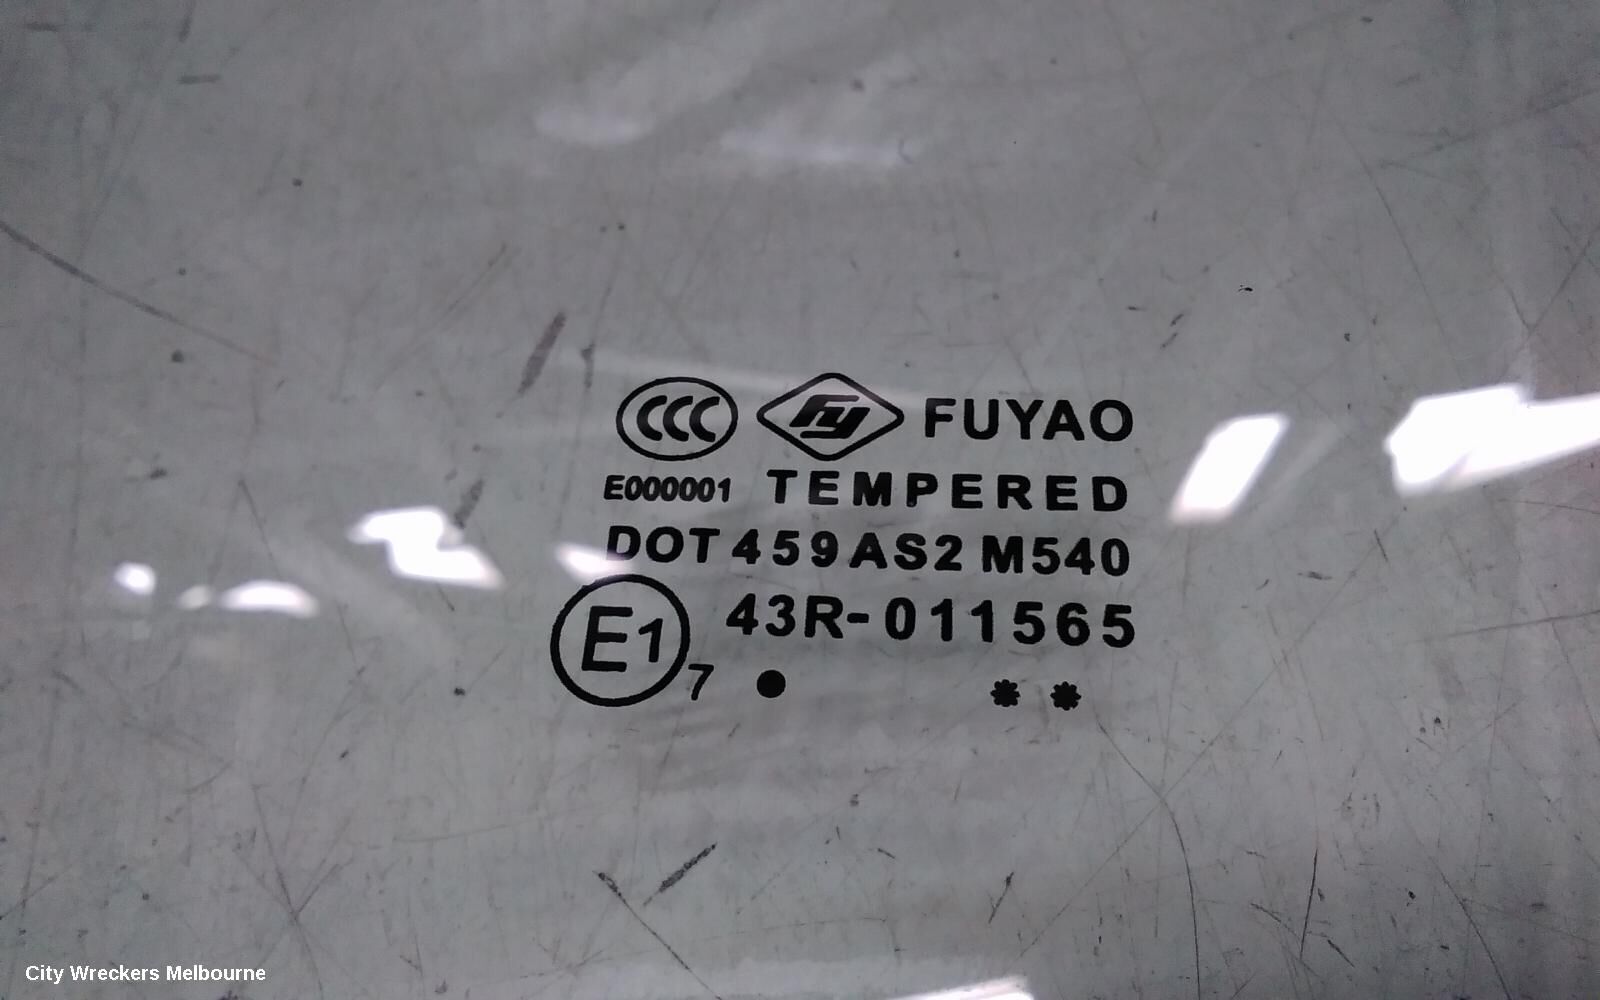 CCC fy FUYAO
E000001 TEMPERED
DOT 459 AS2 M540
E1 43R-011565
7 ● * *
City Wreckers Melbourne